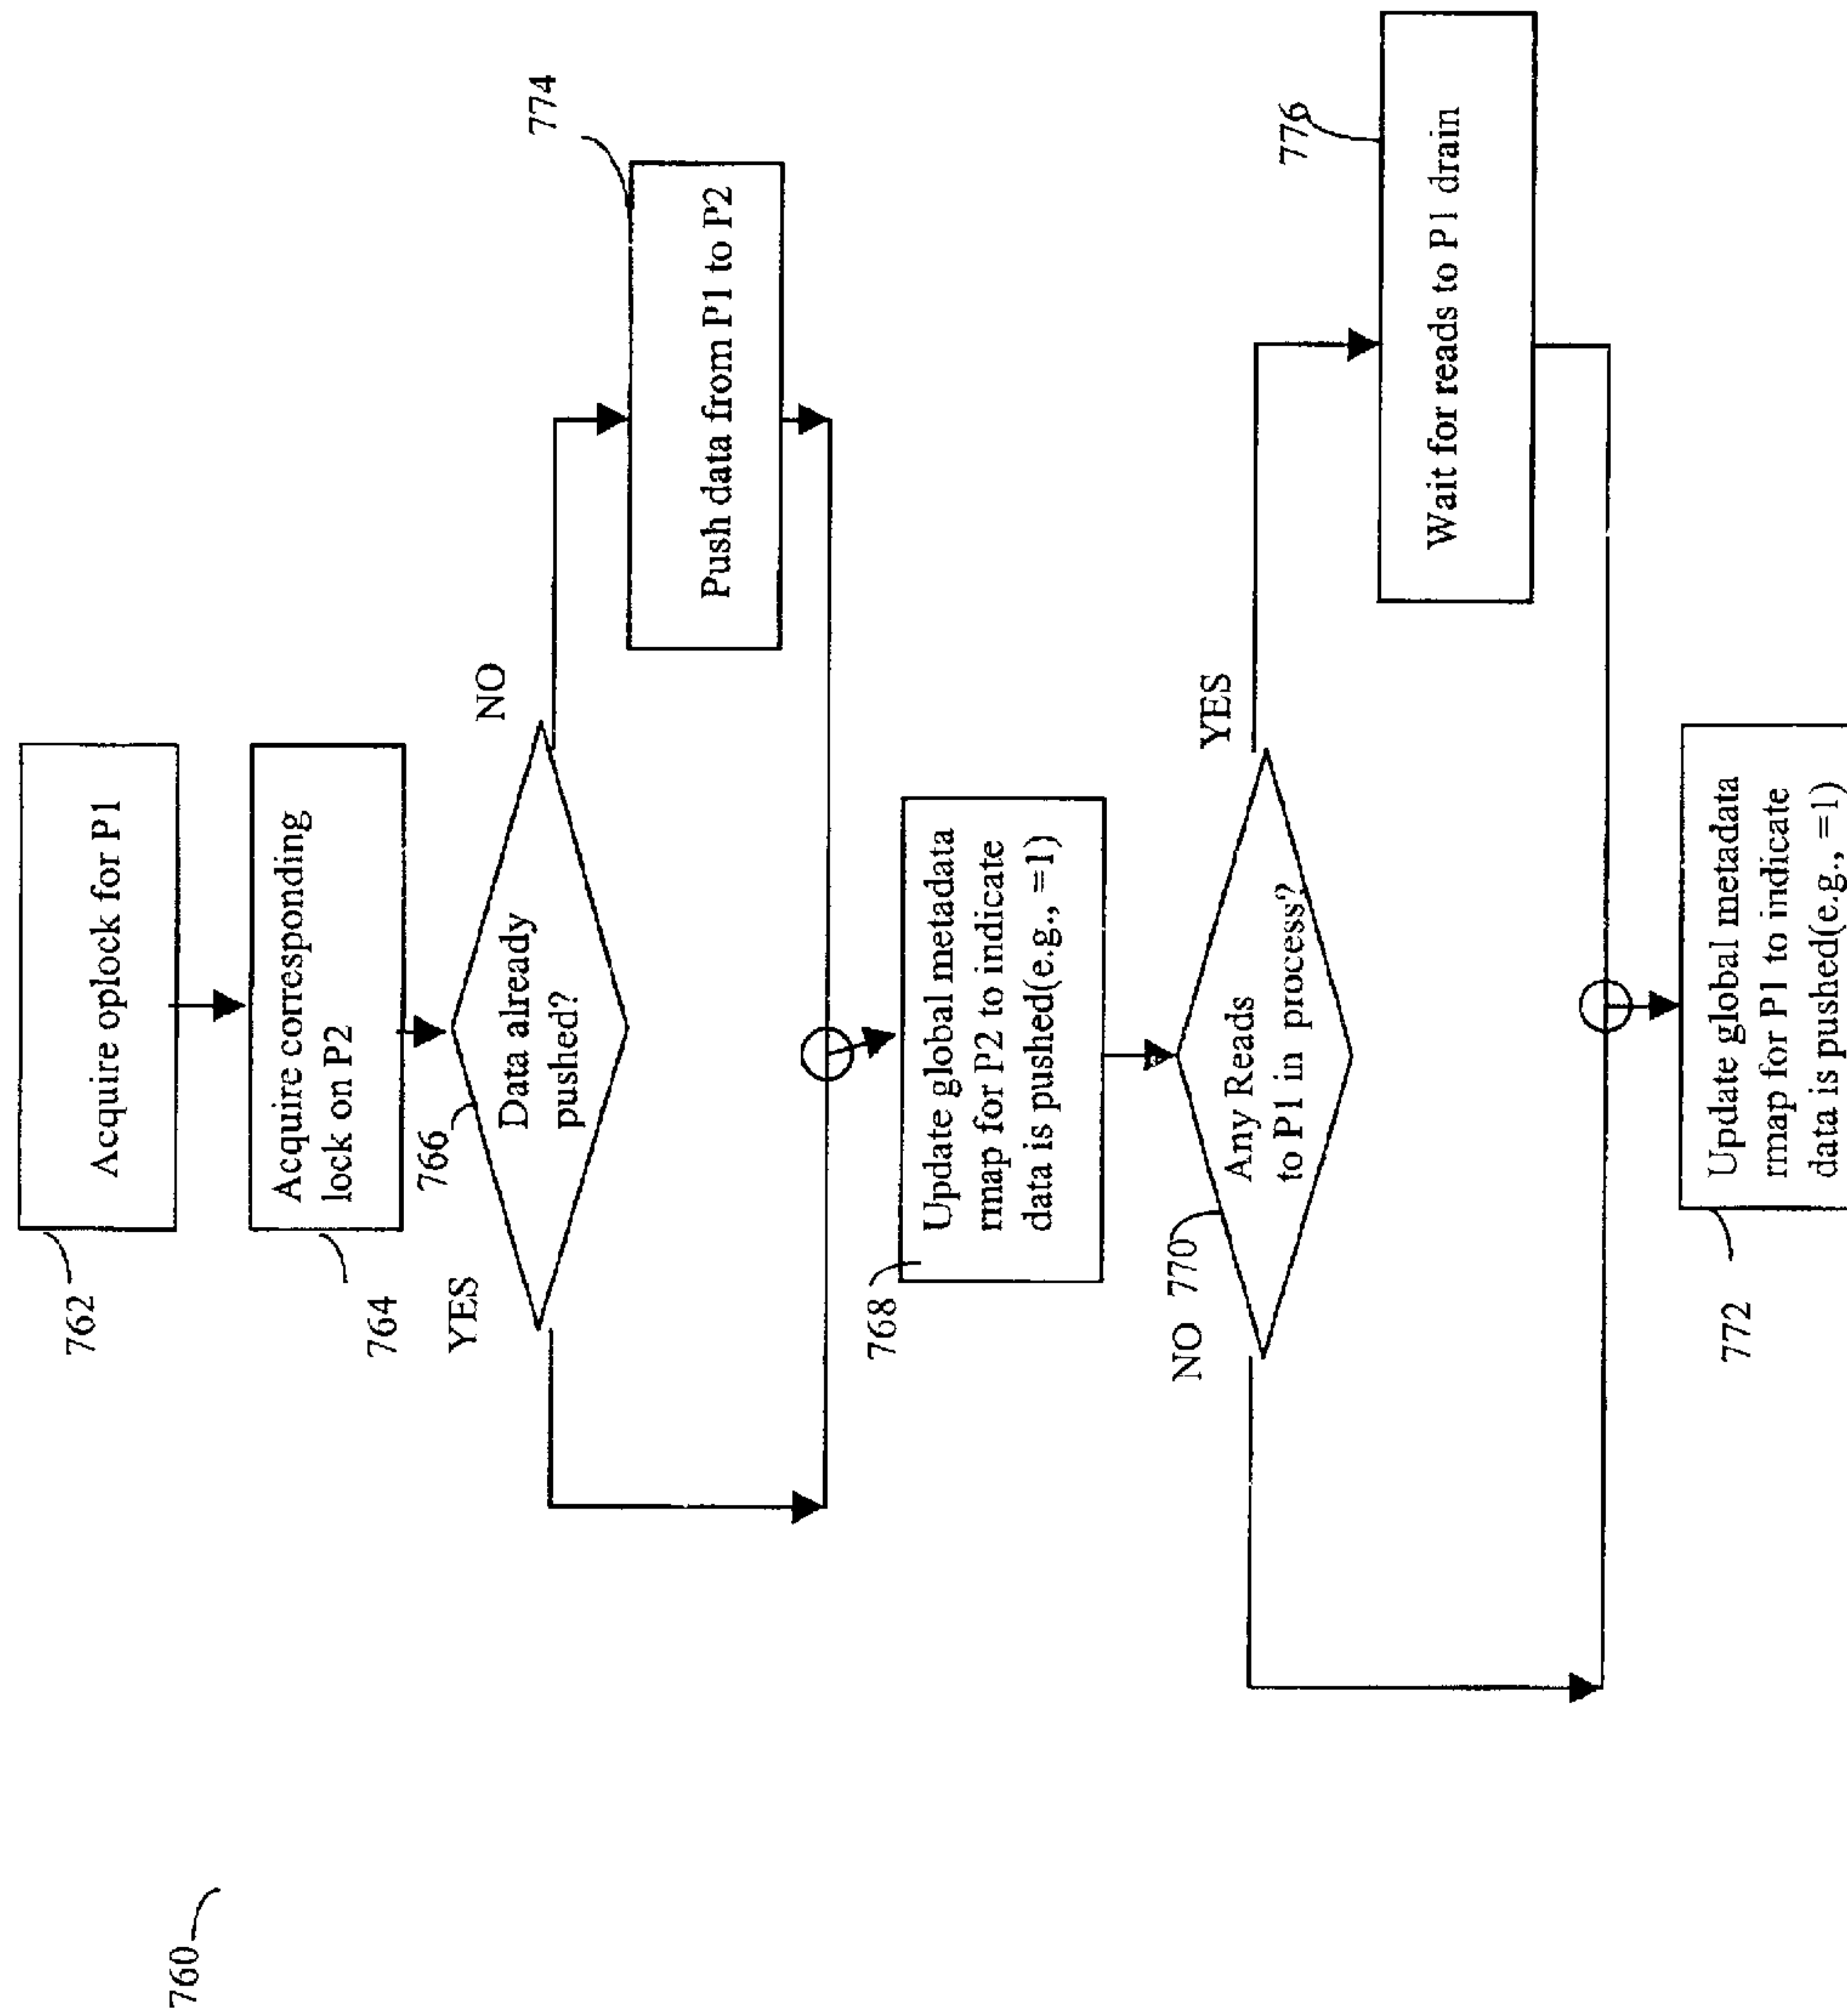 760
762
Acquire oplock for P1
764
Acquire corresponding
lock on P2
766
YES
Data already
pushed?
NO
774
Push data from P1 to P2
768
Update global metadata
rmap for P2 to indicate
data is pushed(e.g., =1)
NO 770
Any Reads
to P1 in process?
YES
776
Wait for reads to P1 drain
772
Update global metadata
rmap for P1 to indicate
data is pushed(e.g., =1)